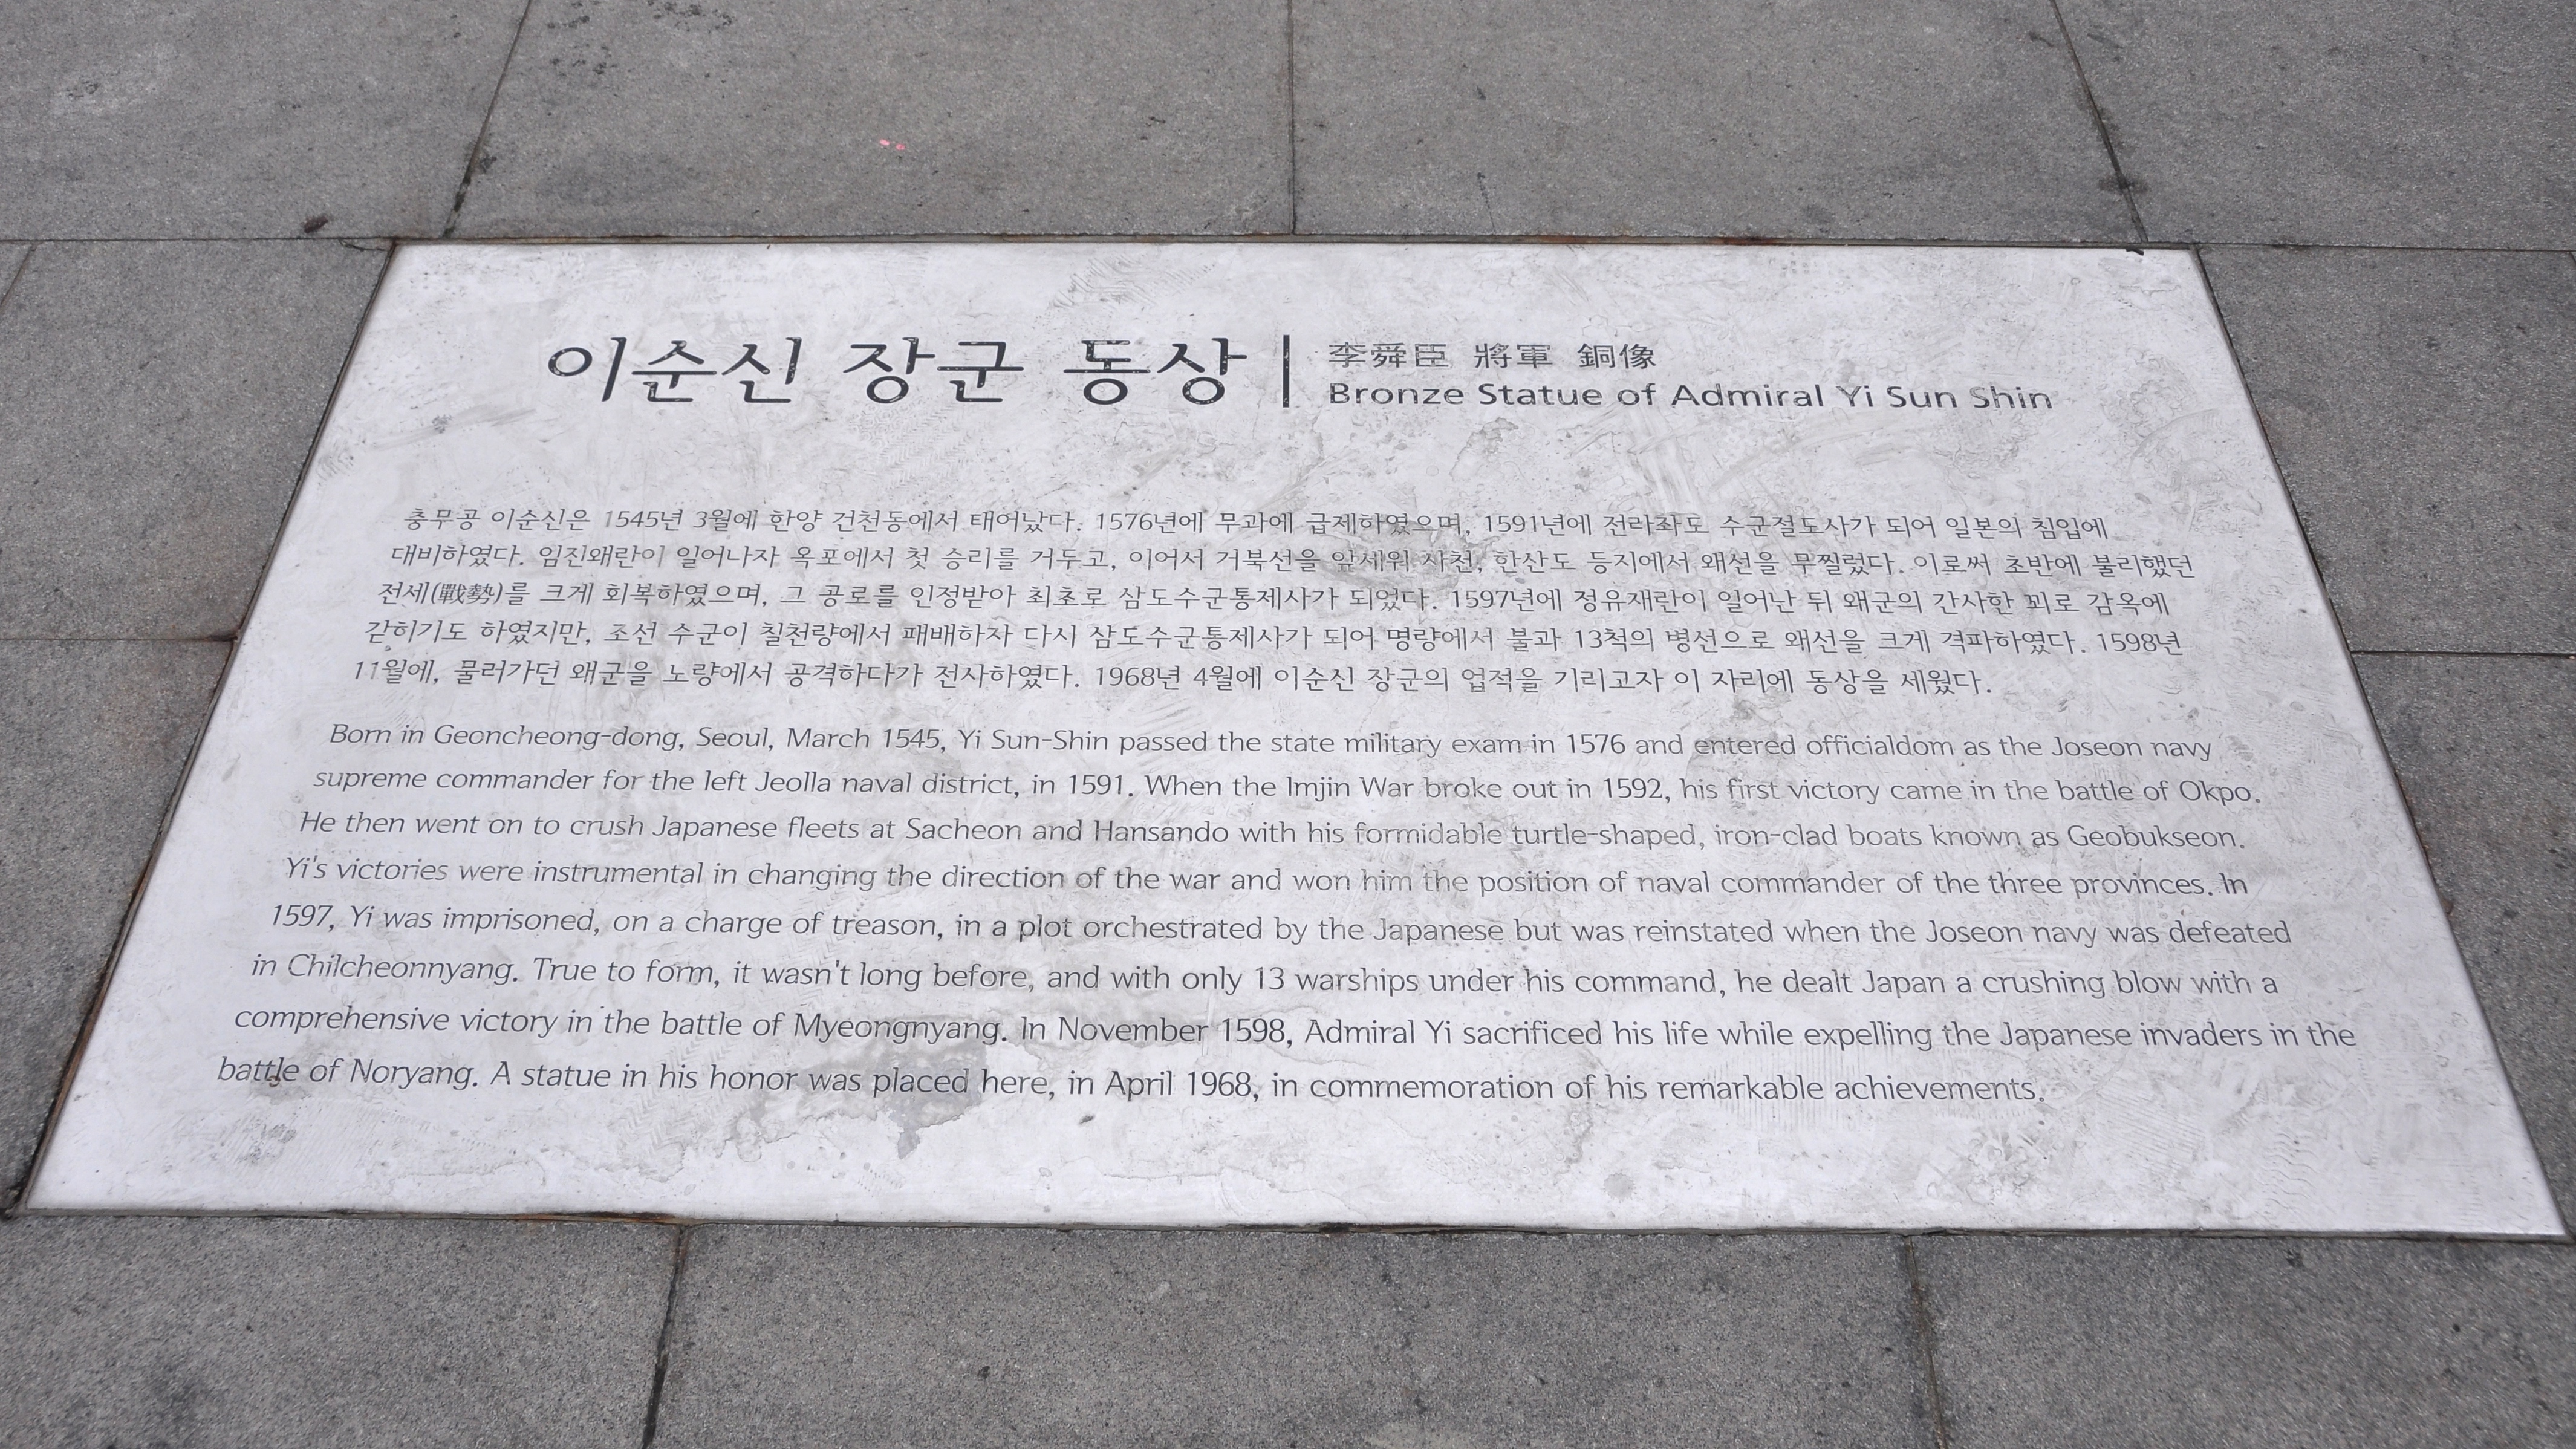 이순신 장군 동상
李舜臣 將軍 銅像
Bronze Statue of Admiral Yi Sun Shin
충무공 이순신은 1545년 3월에 한양 건천동에서 태어났다. 1576년에 무과에 급제하였으며, 1591년에 전라좌도 수군절도사가 되어 일본의 침입에
대비하였다. 임진왜란이 일어나자 옥포에서 첫 승리를 거두고, 이어서 거북선을 앞세워 사천, 한산도 등지에서 왜선을 무찔렀다. 이로써 초반에 불리했던
전세(戰勢)를 크게 회복하였으며, 그 공로를 인정받아 최초로 삼도수군통제사가 되었다. 1597년에 정유재란이 일어난 뒤 왜군의 간사한 꾀로 감옥에
갇히기도 하였지만, 조선 수군이 칠천량에서 패배하자 다시 삼도수군통제사가 되어 명량에서 불과 13척의 병선으로 왜선을 크게 격파하였다. 1598년
11월에, 물러가던 왜군을 노량에서 공격하다가 전사하였다. 1968년 4월에 이순신 장군의 업적을 기리고자 이 자리에 동상을 세웠다.
Born in Geoncheong-dong, Seoul, March 1545, Yi Sun-Shin passed the state military exam in 1576 and entered officialdom as the Joseon navy
supreme commander for the left Jeolla naval district, in 1591. When the Imjin War broke out in 1592, his first victory came in the battle of Okpo.
He then went on to crush Japanese fleets at Sacheon and Hansando with his formidable turtle-shaped, iron-clad boats known as Geobukseon.
Yi's victories were instrumental in changing the direction of the war and won him the position of naval commander of the three provinces. In
1597, Yi was imprisoned, on a charge of treason, in a plot orchestrated by the Japanese but was reinstated when the Joseon navy was defeated
in Chilcheonnyang. True to form, it wasn't long before, and with only 13 warships under his command, he dealt Japan a crushing blow with a
comprehensive victory in the battle of Myeongnyang. In November 1598, Admiral Yi sacrificed his life while expelling the Japanese invaders in the
battle of Noryang. A statue in his honor was placed here, in April 1968, in commemoration of his remarkable achievements.